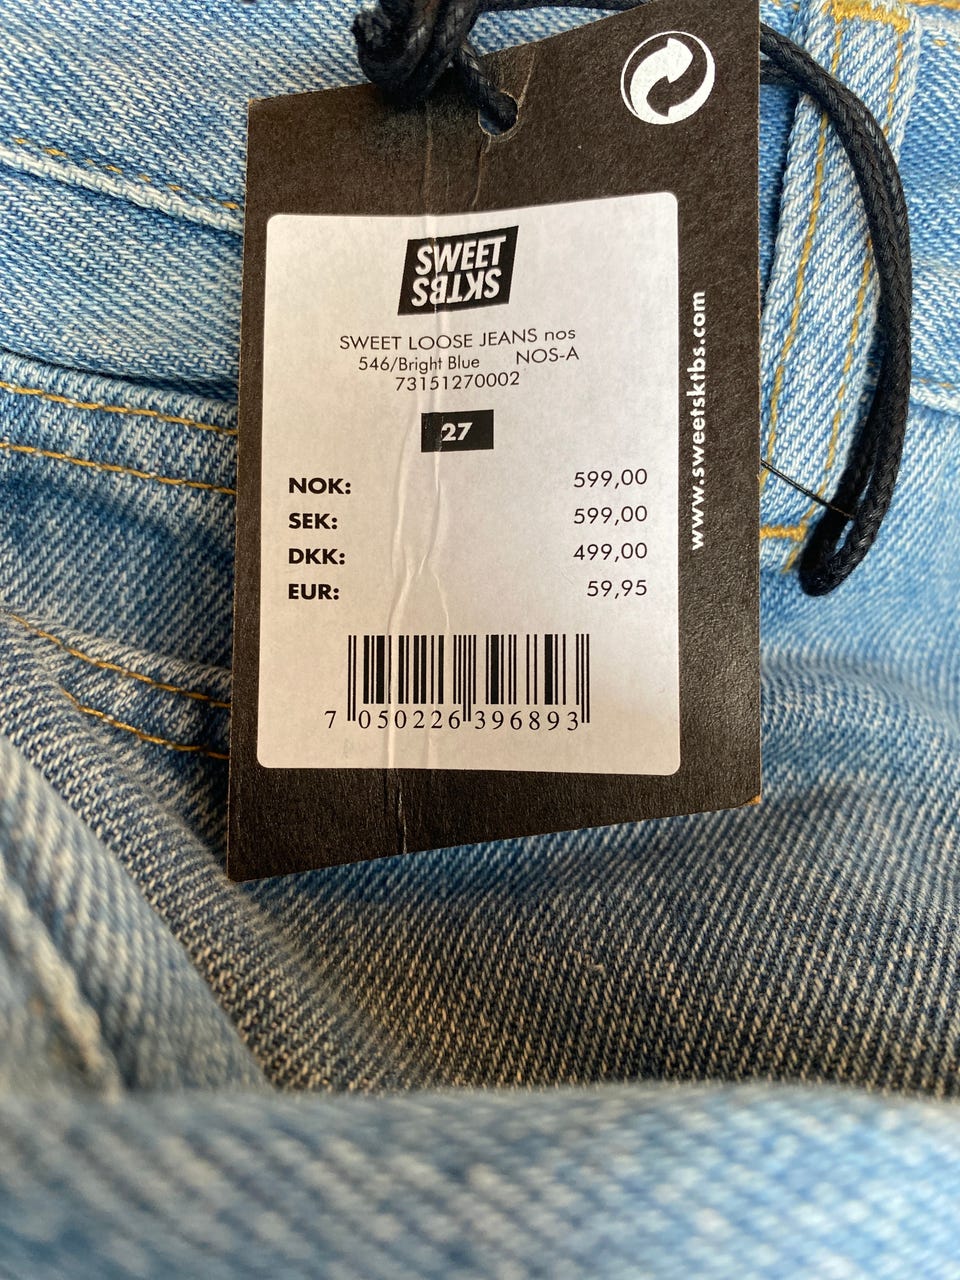 SWEET
SKTBS
SWEET LOOSE JEANS nos
546/Bright Blue NOS-A
73151270002
27
NOK: 599,00
SEK: 599,00
DKK: 499,00
EUR: 59,95
7 050226 396893
www.sweetsktbs.com